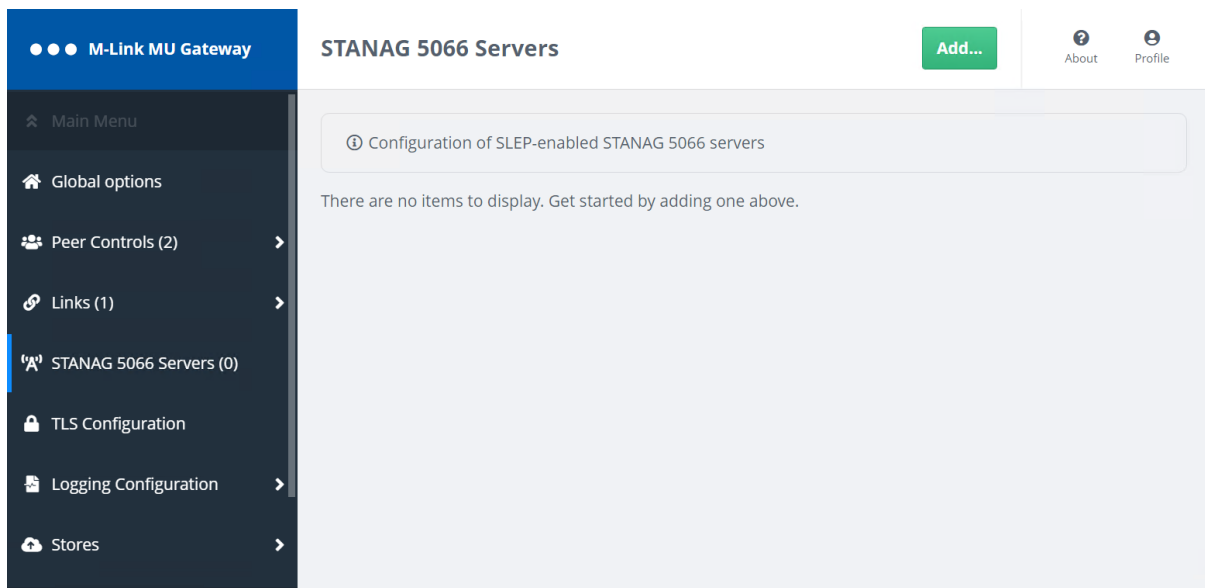 M-Link MU Gateway
STANAG 5066 Servers
Add...
About
Profile
Main Menu
Global options
Peer Controls (2)
Links (1)
STANAG 5066 Servers (0)
TLS Configuration
Logging Configuration
Stores
Configuration of SLEP-enabled STANAG 5066 servers
There are no items to display. Get started by adding one above.